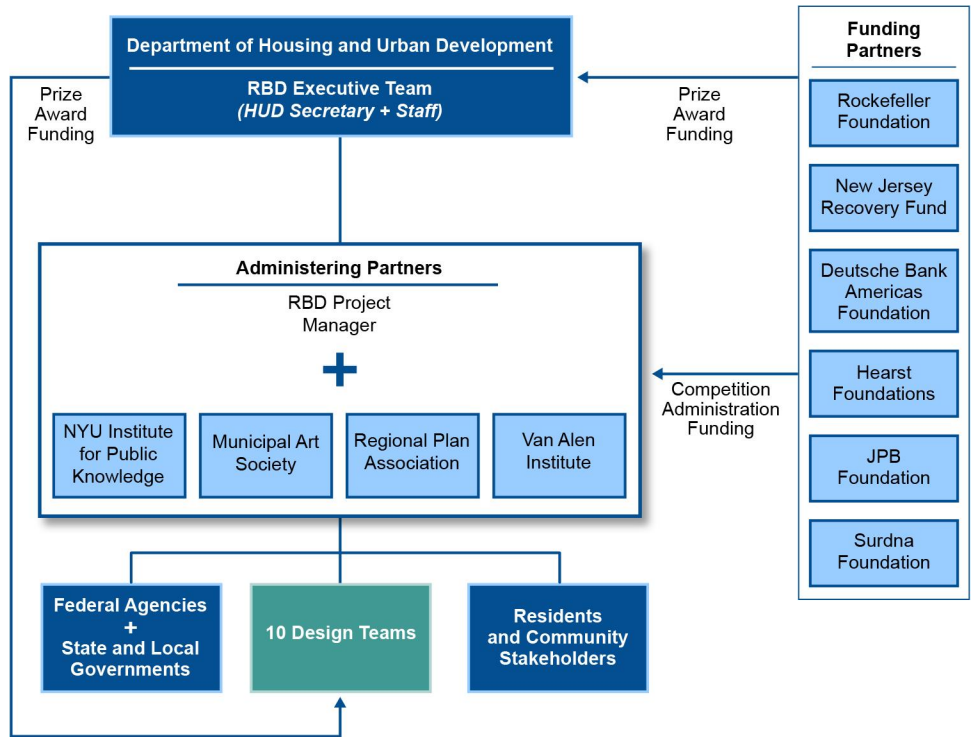 Department of Housing and Urban Development
RBD Executive Team
(HUD Secretary + Staff)
Prize
Award
Funding
Prize
Award
Funding
Funding
Partners
Rockefeller
Foundation
New Jersey
Recovery Fund
Deutsche Bank
Americas
Foundation
Hearst
Foundations
JPB
Foundation
Surdna
Foundation
Administering Partners
RBD Project
Manager
+
NYU Institute
for Public
Knowledge
Municipal Art
Society
Regional Plan
Association
Van Alen
Institute
Competition
Administration
Funding
Federal Agencies
+
State and Local
Governments
10 Design Teams
Residents
and Community
Stakeholders